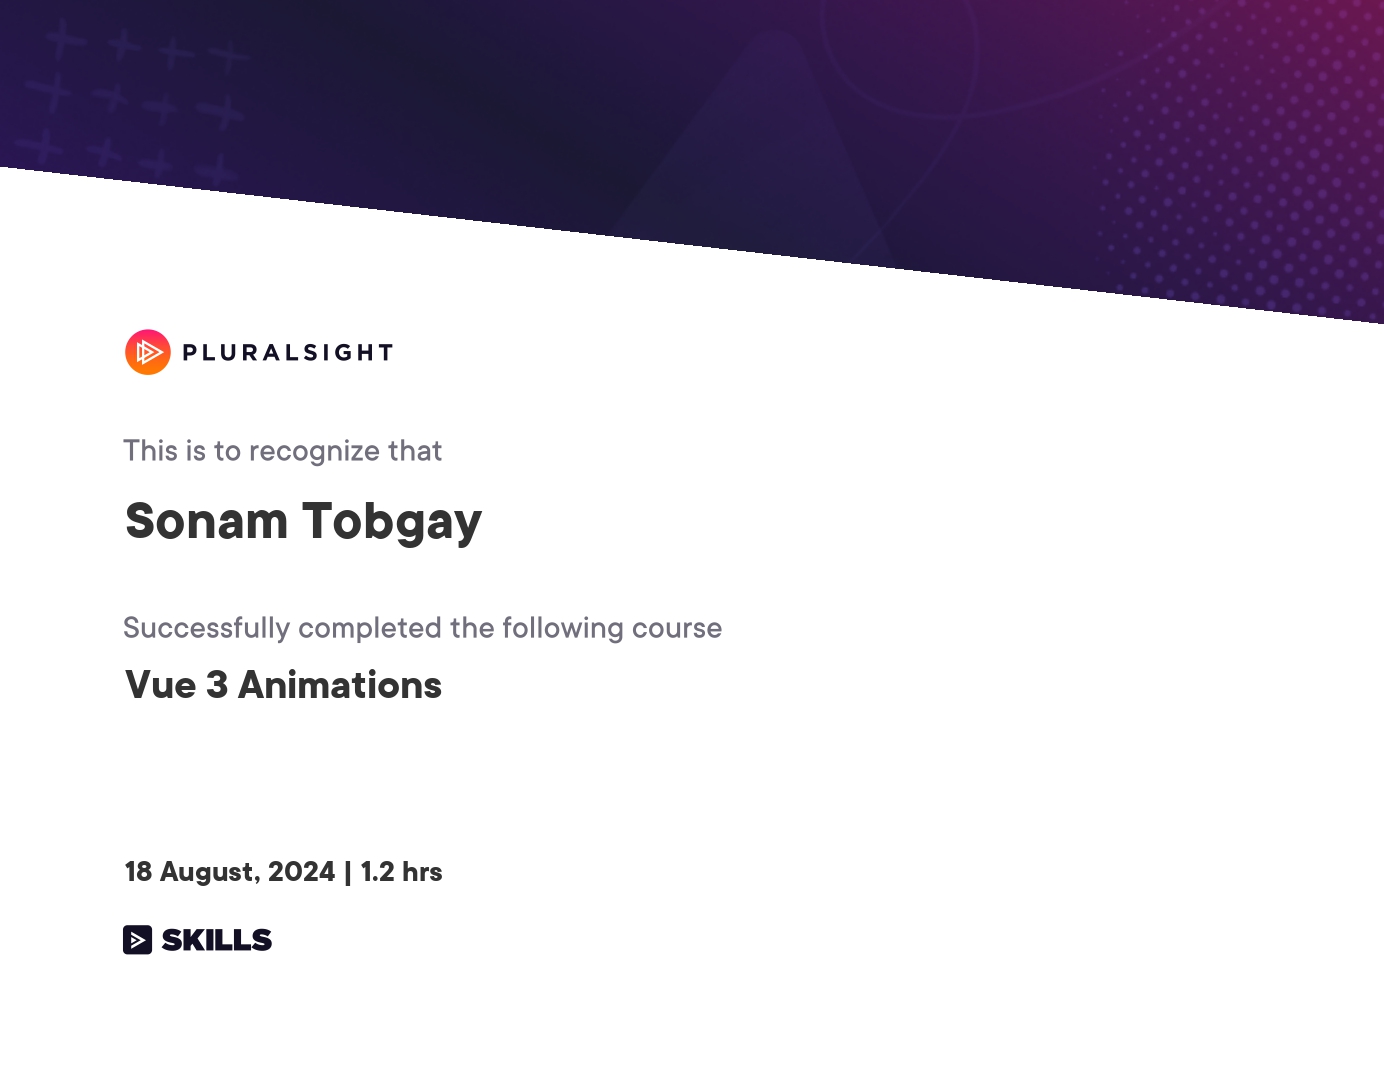 PLURALSIGHT
This is to recognize that
Sonam Tobgay
Successfully completed the following course
Vue 3 Animations
18 August, 2024 | 1.2 hrs
SKILLS